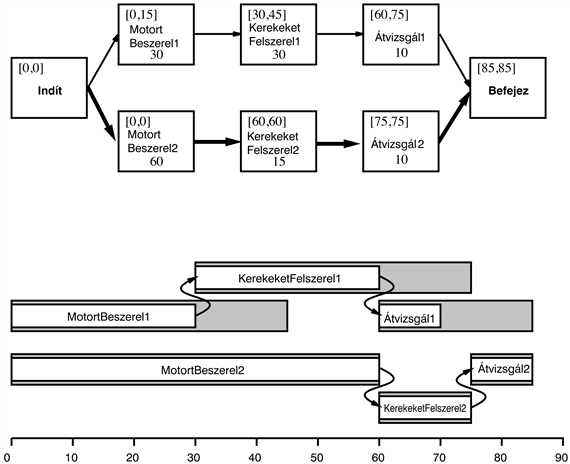 [0,15]
Motort
Beszerel1
30
[30,45]
Kerekeket
Felszerel1
30
[60,75]
Átvizsgál1
10
[0,0]
Indít
[85,85]
Befejez
[0,0]
Motort
Beszerel2
60
[60,60]
Kerekeket
Felszerel2
15
[75,75]
Átvizsgál2
10
KerekeketFelszerel1
MotortBeszerel1
Átvizsgál1
MotortBeszerel2
Átvizsgál2
KerekeketFelszerel2
0 10 20 30 40 50 60 70 80 90